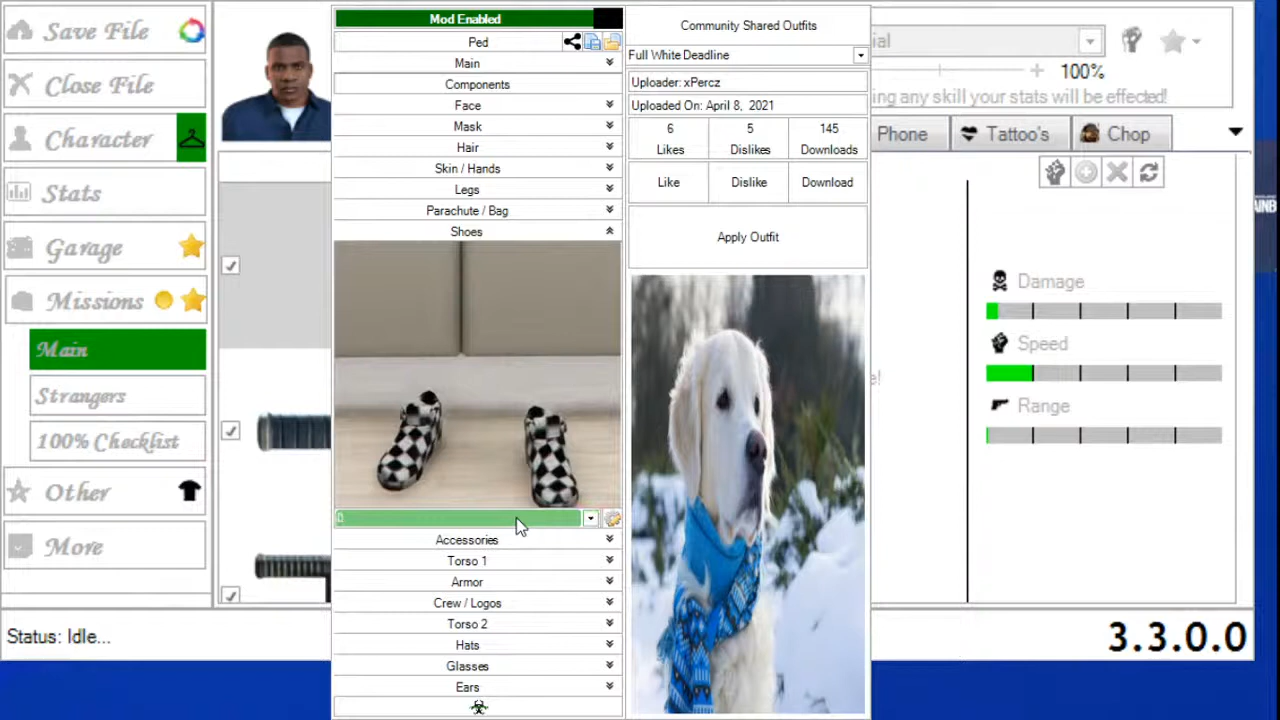 Save File
Close File
Character
Stats
Garage
Missions
Main
Strangers
100% Checklist
Other
More
Status: Idle...
Mod Enabled
Ped
Main
Components
Face
Mask
Hair
Skin / Hands
Legs
Parachute / Bag
Shoes
0
Accessories
Torso 1
Armor
Crew / Logos
Torso 2
Hats
Glasses
Ears
Community Shared Outfits
Full White Deadline
Uploader: xPercz
Uploaded On: April 8, 2021
6 5 145
Likes Dislikes Downloads
Like Dislike Download
Apply Outfit
ial
100%
ing any skill your stats will be effected!
Phone Tattoo's Chop
Damage
Speed
Range
3.3.0.0